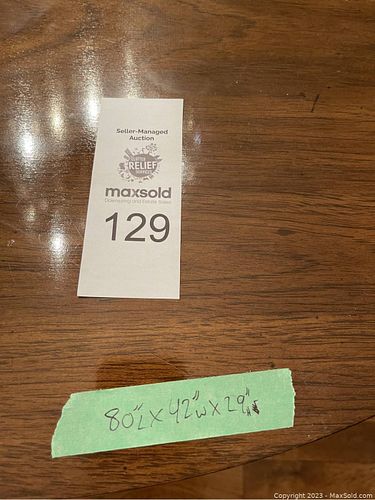 Seller-Managed
Auction
RELIEF
maxsold
Downsizing and Estate Sales
129
80"L X 42"W X 29"
Copyright 2023 - MaxSold.com